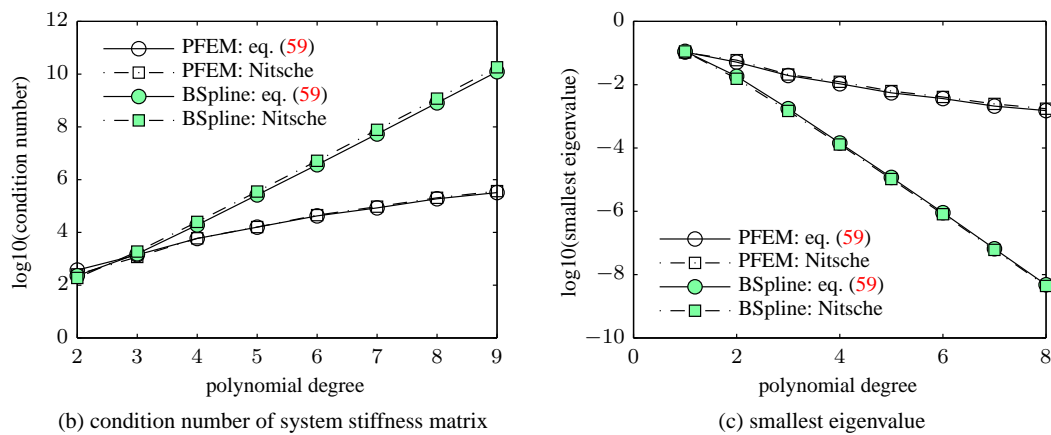 12
10
8
6
4
2
0
log10(condition number)
PFEM: eq. (59)
PFEM: Nitsche
BSpline: eq. (59)
BSpline: Nitsche
2 3 4 5 6 7 8 9
polynomial degree
(b) condition number of system stiffness matrix
0
−2
−4
−6
−8
−10
log10(smallest eigenvalue)
PFEM: eq. (59)
PFEM: Nitsche
BSpline: eq. (59)
BSpline: Nitsche
0 2 4 6 8
polynomial degree
(c) smallest eigenvalue